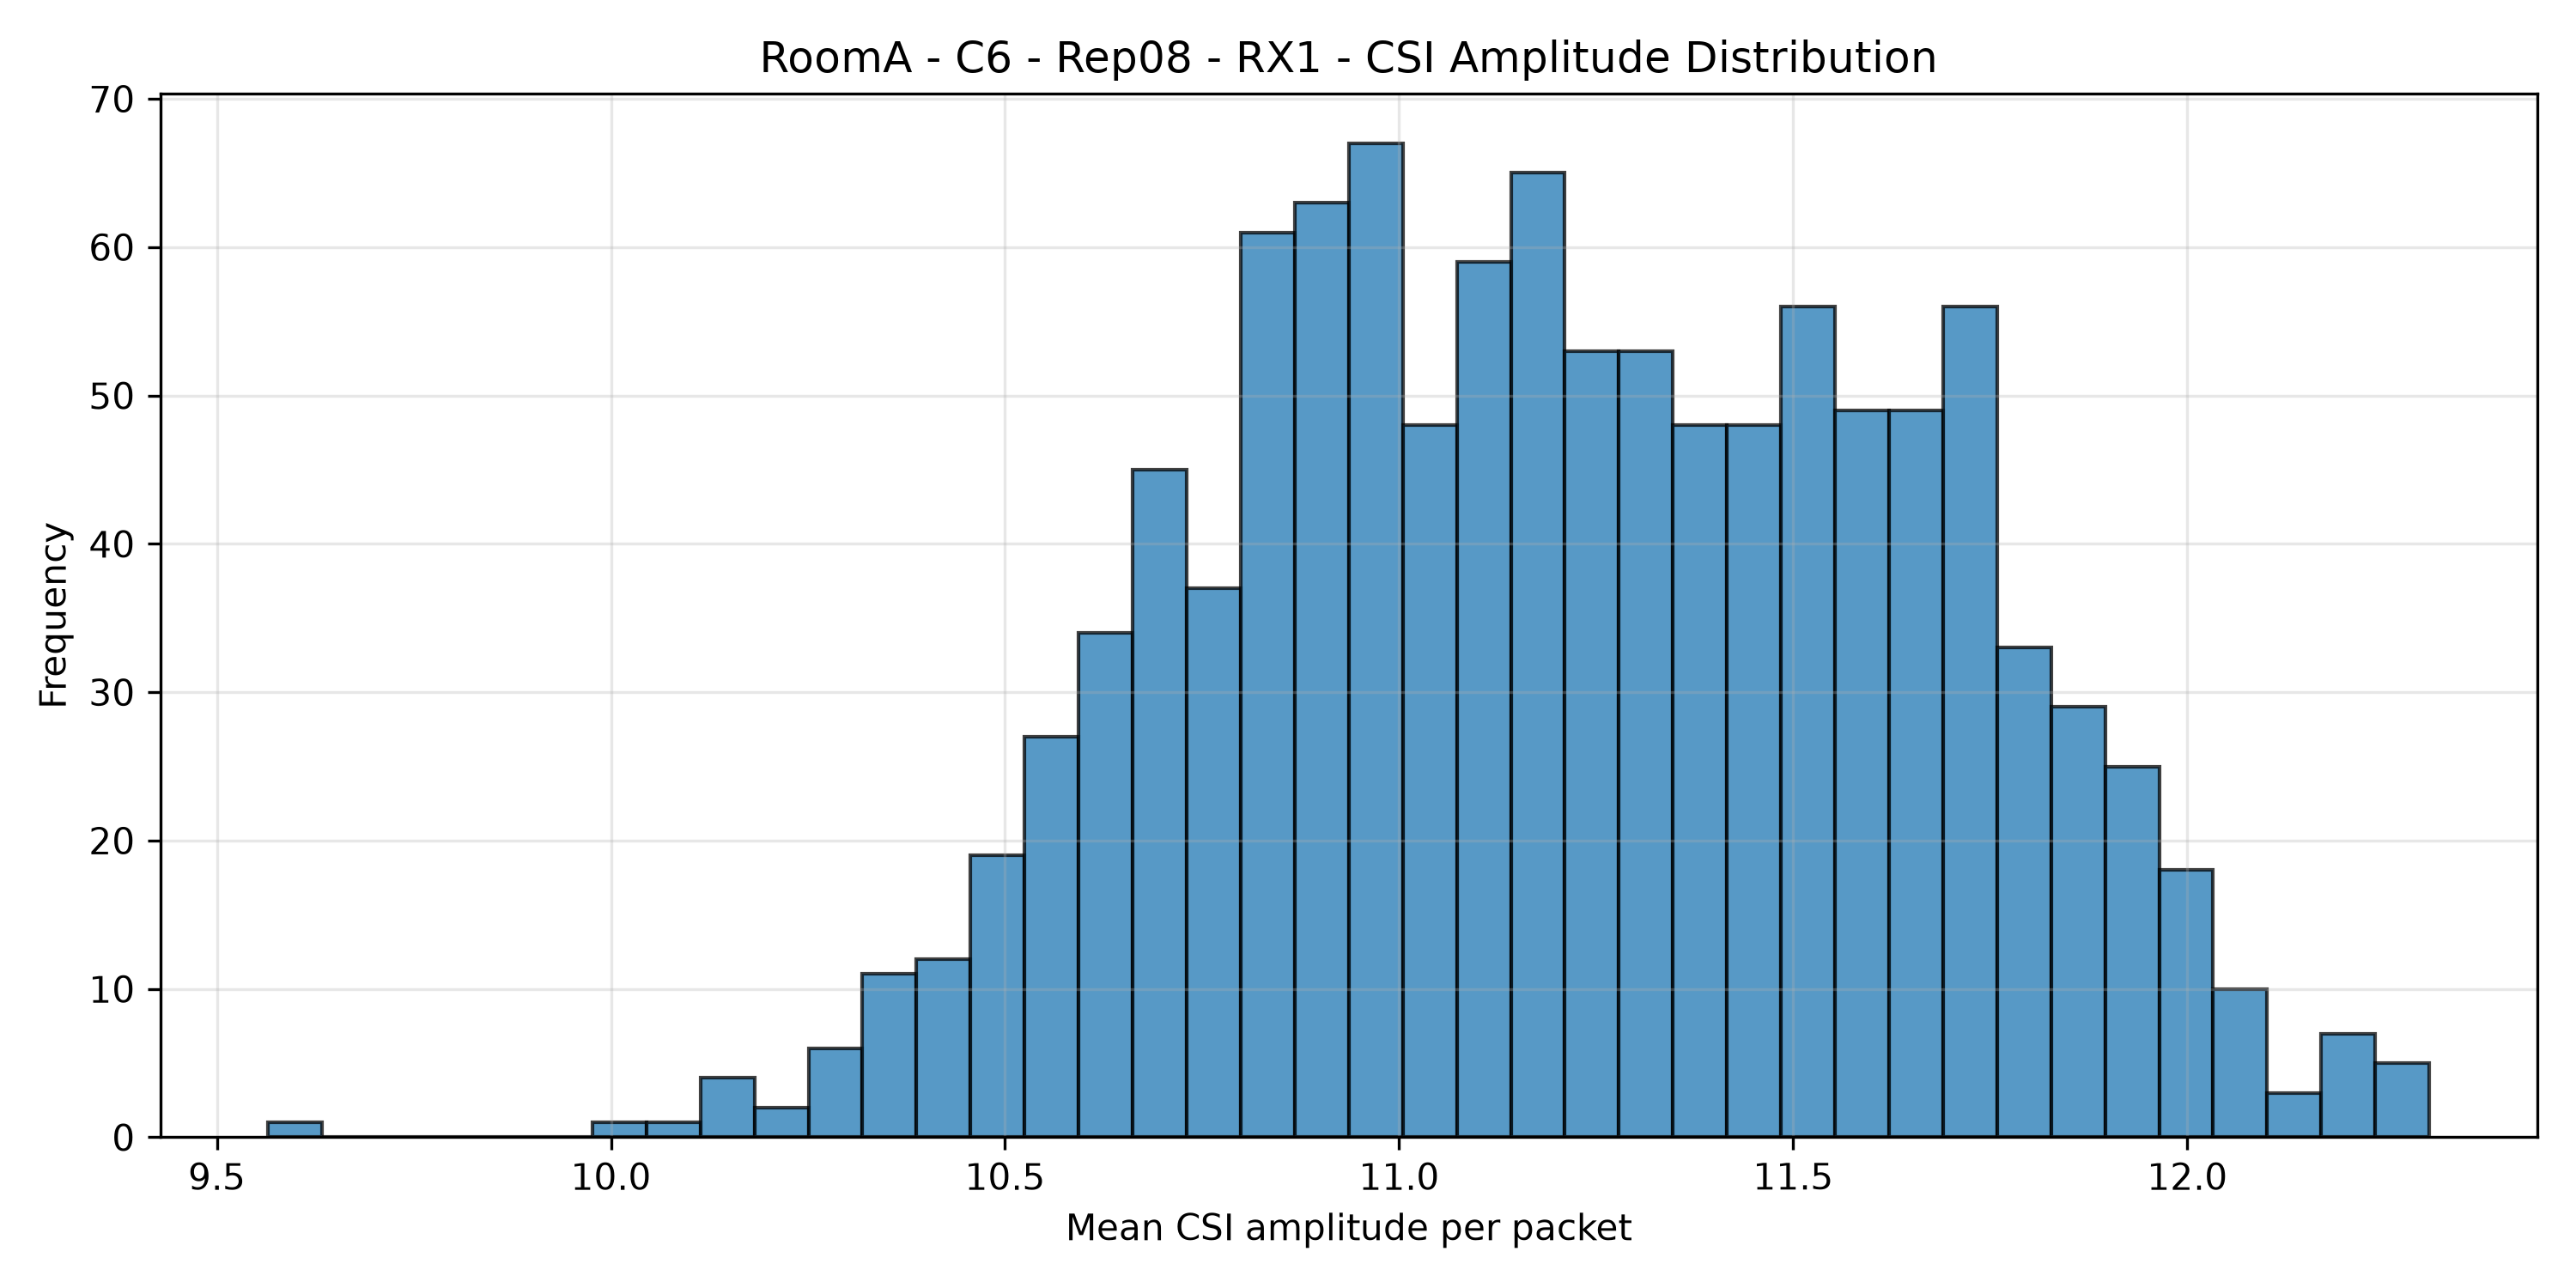 RoomA - C6 - Rep08 - RX1 - CSI Amplitude Distribution
70
60
50
40
30
20
10
0
Frequency
9.5 10.0 10.5 11.0 11.5 12.0
Mean CSI amplitude per packet